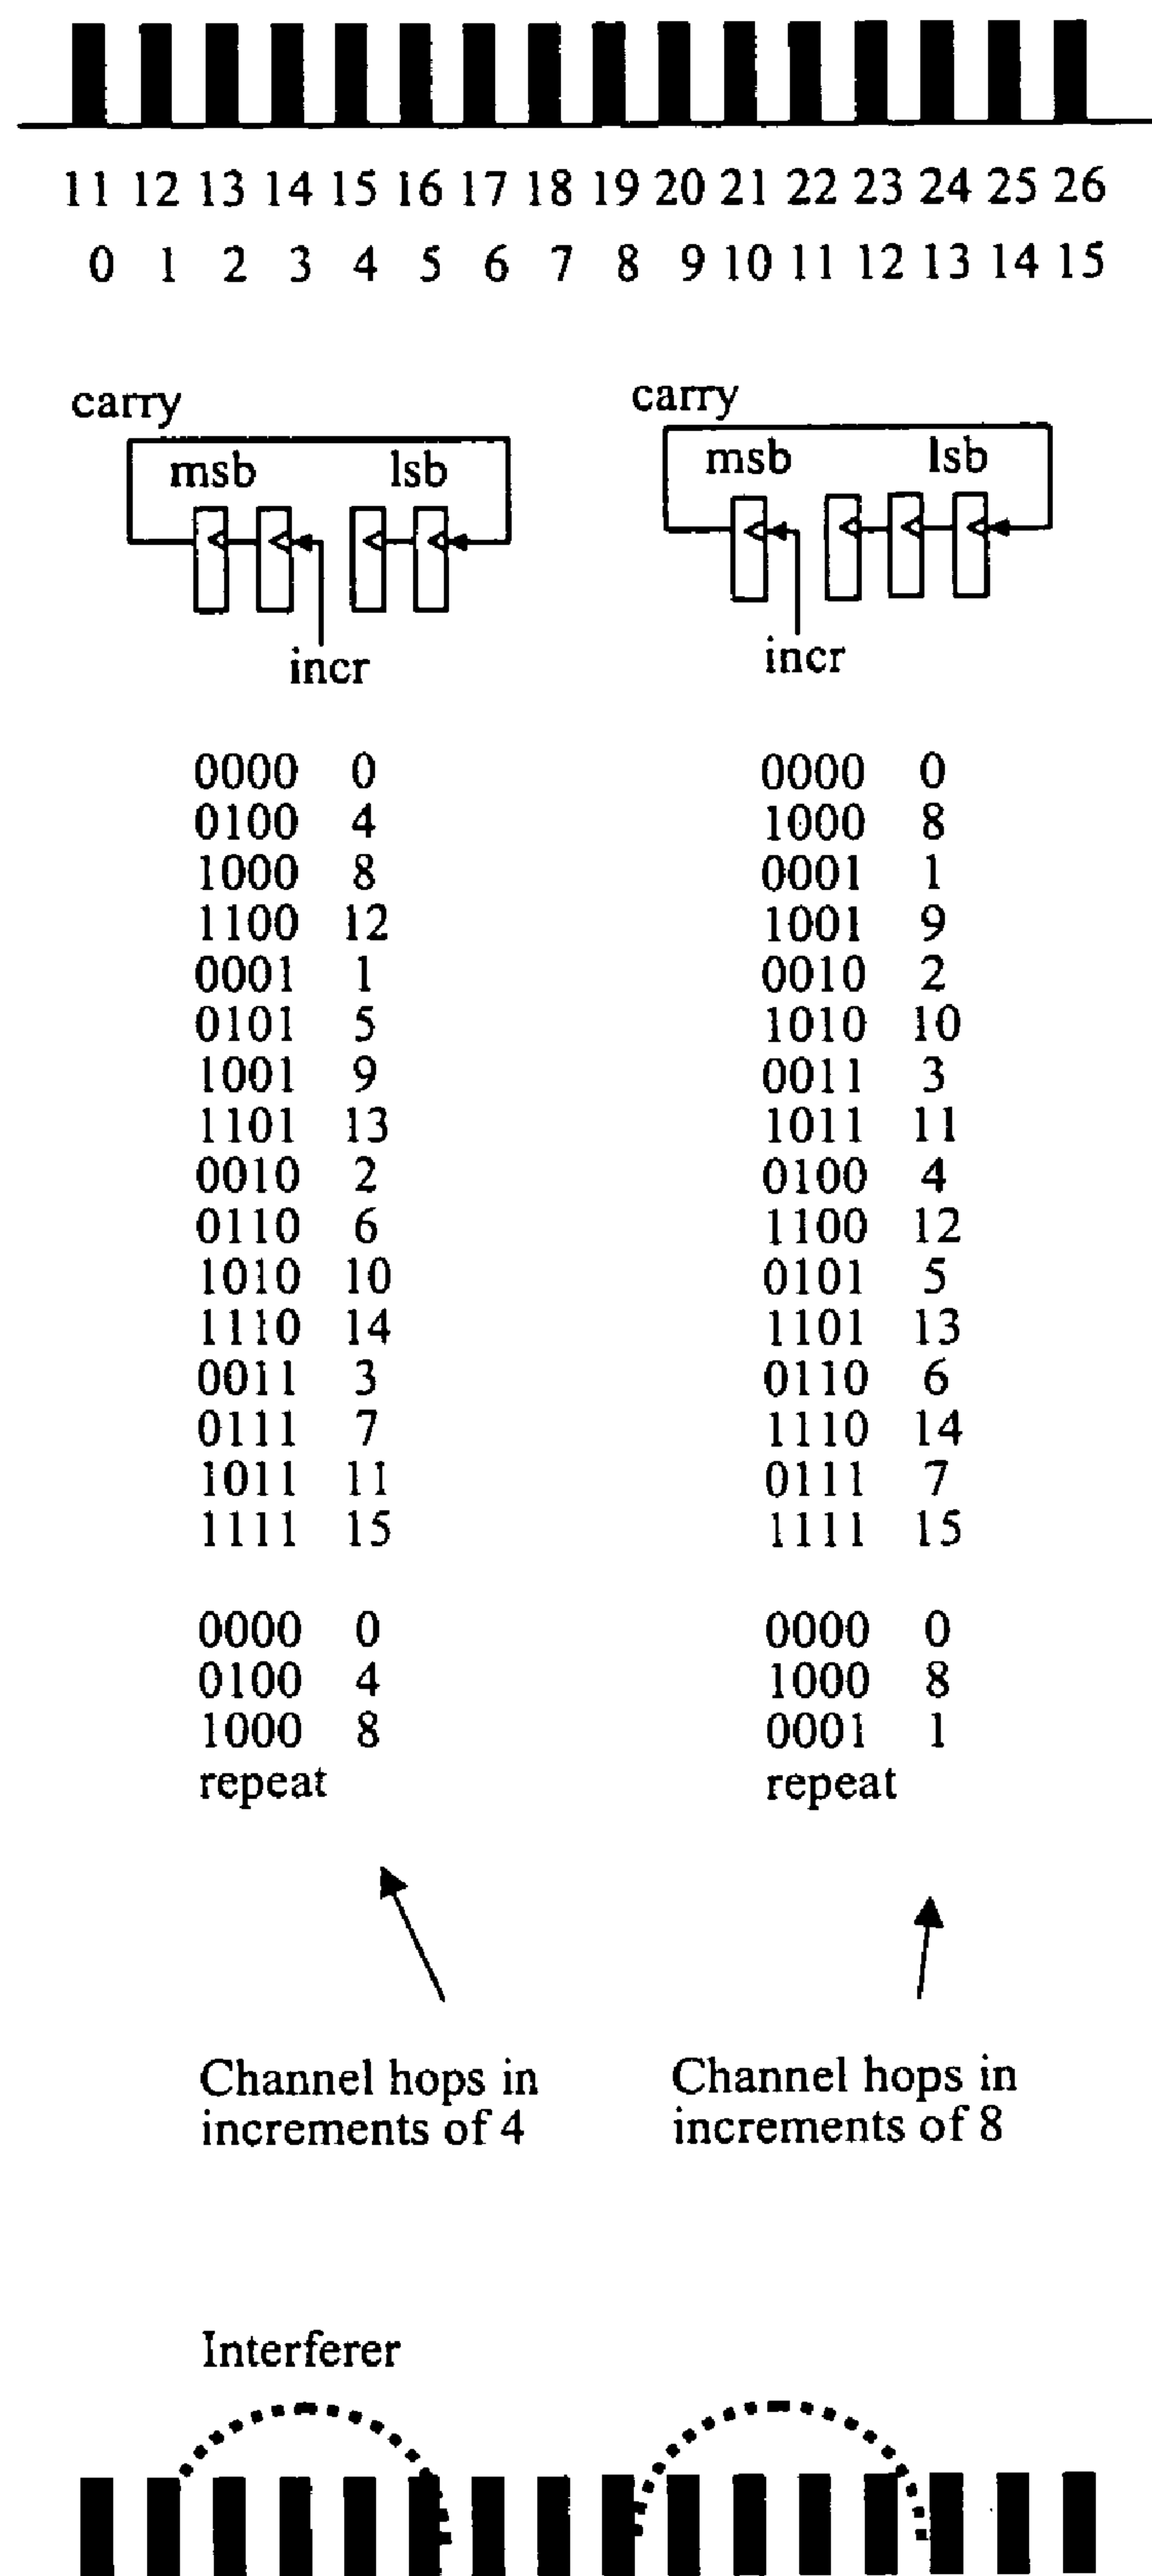 11 12 13 14 15 16 17 18 19 20 21 22 23 24 25 26
0 1 2 3 4 5 6 7 8 9 10 11 12 13 14 15
carry
msb lsb
incr
carry
msb lsb
incr
0000 0
0100 4
1000 8
1100 12
0001 1
0101 5
1001 9
1101 13
0010 2
0110 6
1010 10
1110 14
0011 3
0111 7
1011 11
1111 15
0000 0
0100 4
1000 8
repeat
Channel hops in
increments of 4
0000 0
1000 8
0001 1
1001 9
0010 2
1010 10
0011 3
1011 11
0100 4
1100 12
0101 5
1101 13
0110 6
1110 14
0111 7
1111 15
0000 0
1000 8
0001 1
repeat
Channel hops in
increments of 8
Interferer